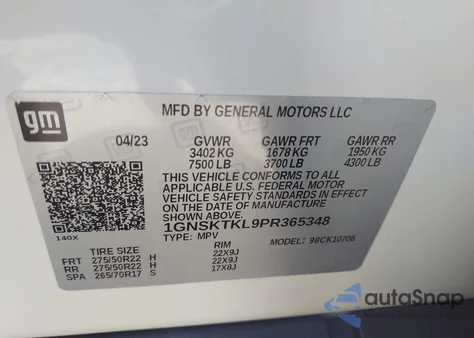 gm
MFD BY GENERAL MOTORS LLC
04/23 GVWR GAWR FRT GAWR RR
3402 KG 1678 KG 1950 KG
7500 LB 3700 LB 4300 LB
THIS VEHICLE CONFORMS TO ALL
APPLICABLE U.S. FEDERAL MOTOR
VEHICLE SAFETY STANDARDS IN EFFECT
ON THE DATE OF MANUFACTURE SHOWN
ABOVE.
1GNSKTKL9PR365348
140X TYPE: MPV MODEL: 98CK10706
TIRE SIZE RIM
FRT 275/50R22 H 22X9J
RR 275/50R22 H 22X9J
SPA 265/70R17 S 17X8J
autoSnap